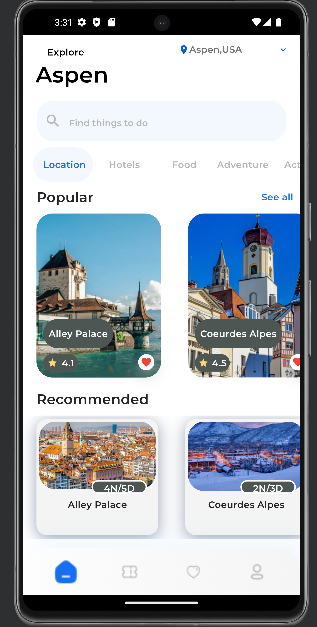 3:31
Explore
Aspen,USA
Aspen
Find things to do
Location Hotels Food Adventure Act
Popular See all
Alley Palace Coeurdes Alpes
4.1 4.5
Recommended
4N/5D 2N/3D
Alley Palace Coeurdes Alpes